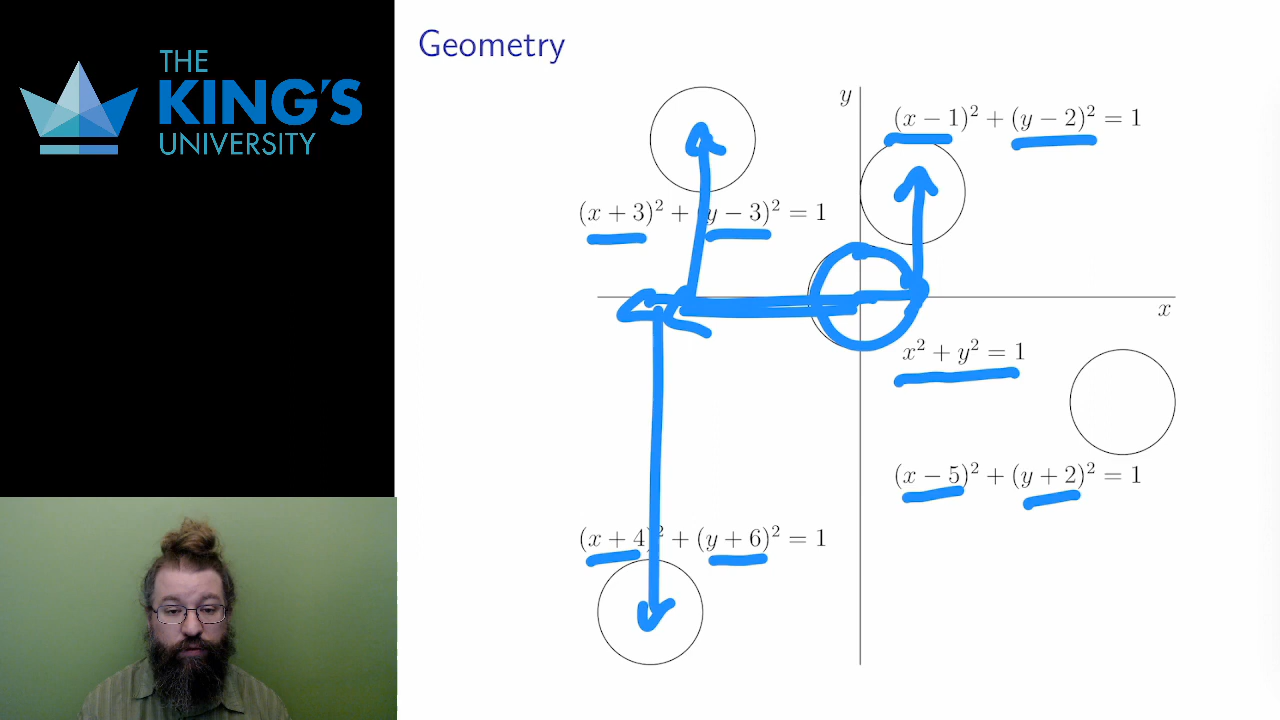 THE
KING'S
UNIVERSITY
Geometry
y
(x − 1)² + (y − 2)² = 1
(x + 3)² + (y − 3)² = 1
x
x² + y² = 1
(x − 5)² + (y + 2)² = 1
(x + 4)² + (y + 6)² = 1